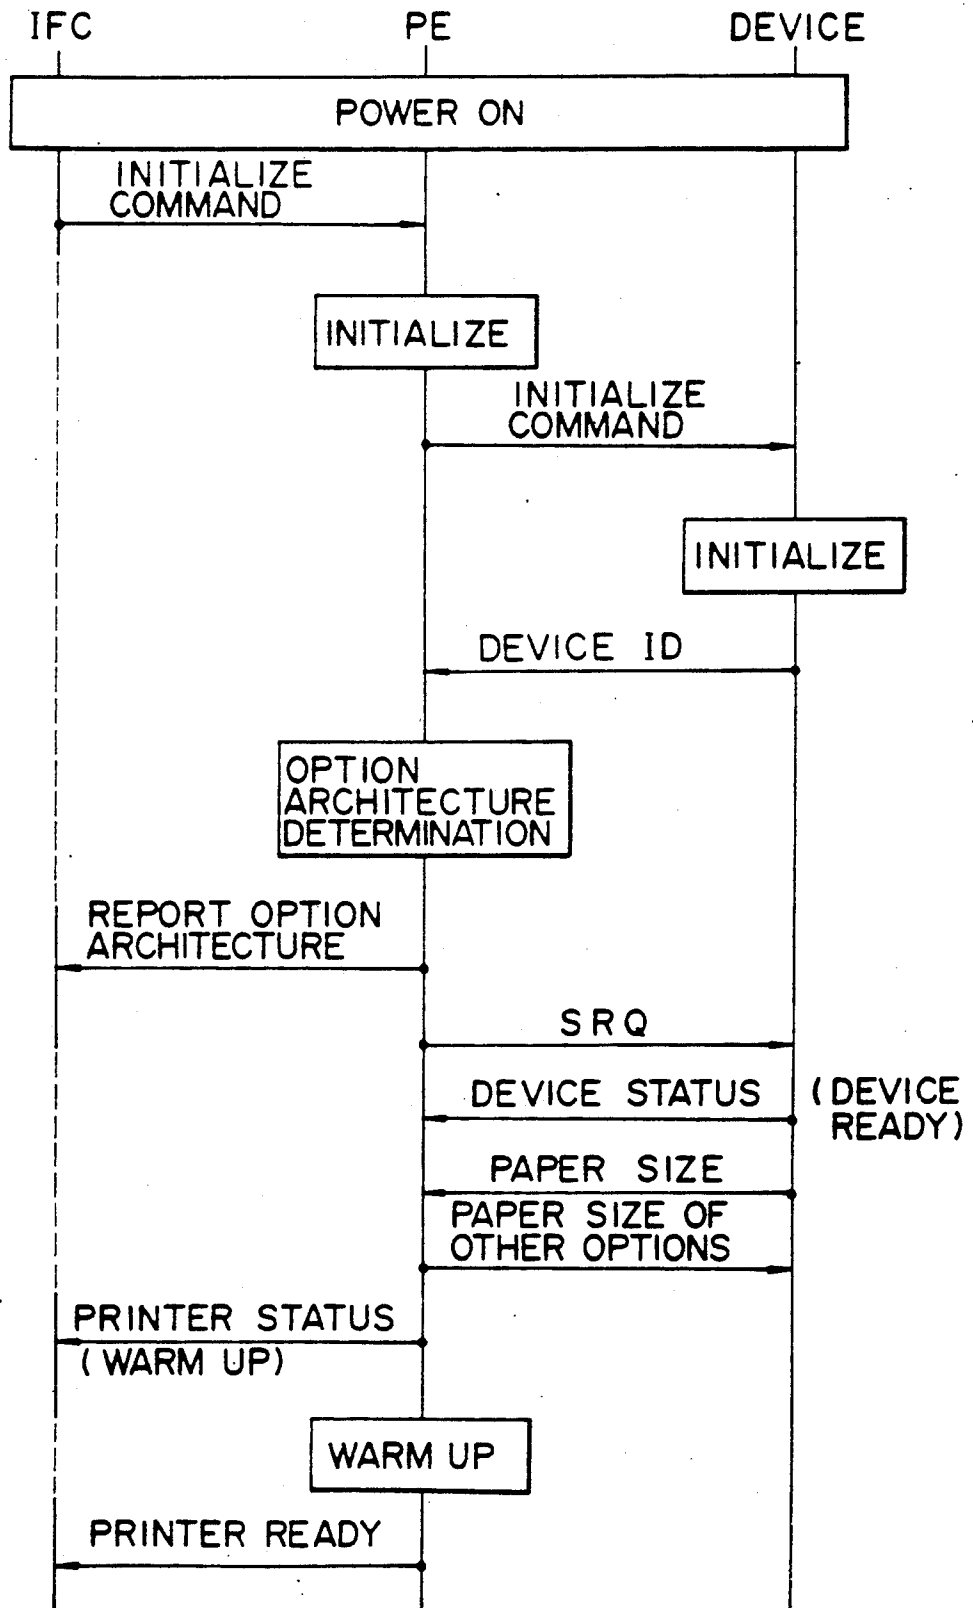 IFC PE DEVICE
POWER ON
INITIALIZE
COMMAND
INITIALIZE
INITIALIZE
COMMAND
INITIALIZE
DEVICE ID
OPTION
ARCHITECTURE
DETERMINATION
REPORT OPTION
ARCHITECTURE
SRQ
DEVICE STATUS (DEVICE
READY)
PAPER SIZE
PAPER SIZE OF
OTHER OPTIONS
PRINTER STATUS
(WARM UP)
WARM UP
PRINTER READY